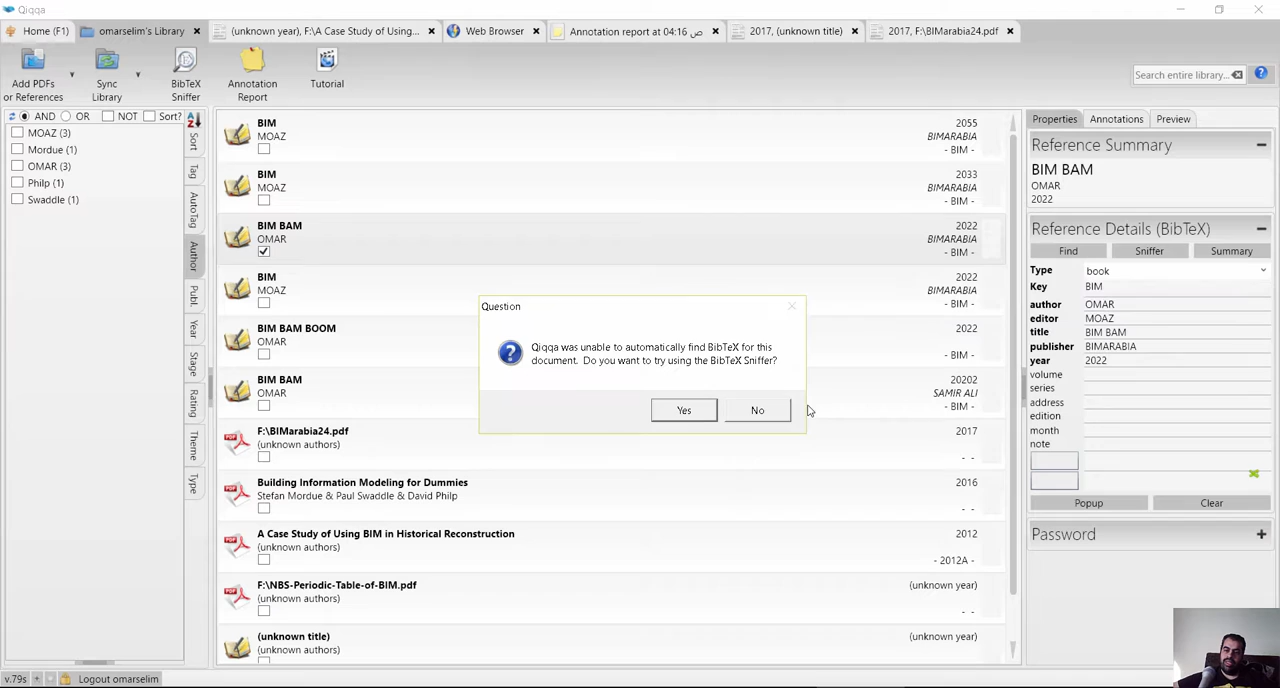 Qiqqa
Home (F1)
omarselim's Library
(unknown year), F:\A Case Study of Using...
Web Browser
Annotation report at 04:16 ص
2017, (unknown title)
2017, F:\BIMarabia24.pdf
Add PDFs
or References
Sync
Library
BibTeX
Sniffer
Annotation
Report
Tutorial
Search entire library...
AND
OR
NOT
Sort?
MOAZ (3)
Mordue (1)
OMAR (3)
Philp (1)
Swaddle (1)
Sort
Tag
AutoTag
Author
Publ.
Year
Stage
Rating
Theme
Type
BIM
MOAZ
2055
BIMARABIA
- BIM -
BIM
MOAZ
2033
BIMARABIA
- BIM -
BIM BAM
OMAR
2022
BIMARABIA
- BIM -
BIM
MOAZ
2022
BIMARABIA
- BIM -
BIM BAM BOOM
OMAR
2022
- BIM -
BIM BAM
OMAR
20202
SAMIR ALI
- BIM -
F:\BIMarabia24.pdf
(unknown authors)
2017
- -
Building Information Modeling for Dummies
Stefan Mordue & Paul Swaddle & David Philp
2016
- -
A Case Study of Using BIM in Historical Reconstruction
(unknown authors)
2012
- 2012A -
F:\NBS-Periodic-Table-of-BIM.pdf
(unknown authors)
(unknown year)
- -
(unknown title)
(unknown authors)
(unknown year)
Question
Qiqqa was unable to automatically find BibTeX for this
document. Do you want to try using the BibTeX Sniffer?
Yes
No
Properties
Annotations
Preview
Reference Summary
BIM BAM
OMAR
2022
Reference Details (BibTeX)
Find
Sniffer
Summary
Type
book
Key
BIM
author
OMAR
editor
MOAZ
title
BIM BAM
publisher
BIMARABIA
year
2022
volume
series
address
edition
month
note
Popup
Clear
Password
v.79s
+
Logout omarselim